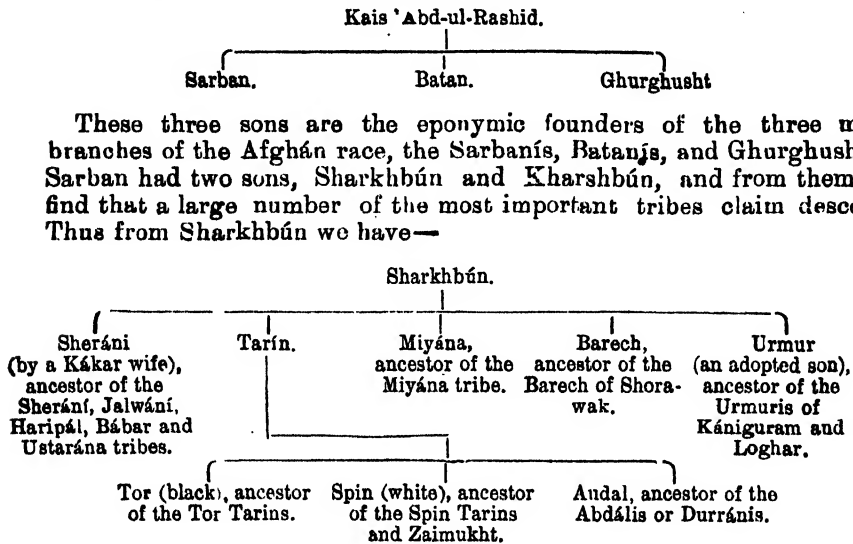 Kais 'Abd-ul-Rashid.
Sarban. Batan. Ghurghusht
These three sons are the eponymic founders of the three
branches of the Afghán race, the Sarbanís, Batanís, and Ghurghush
Sarban had two sons, Sharkhbún and Kharshbún, and from them
find that a large number of the most important tribes claim desc
Thus from Sharkhbún we have—
Sharkhbún.
Sheráni
(by a Kákar wife),
ancestor of the
Sherání, Jalwání,
Haripál, Bábar and
Ustarána tribes.
Tarín.
Miyána,
ancestor of the
Miyána tribe.
Barech,
ancestor of the
Barech of Shora-
wak.
Urmur
(an adopted son),
ancestor of the
Urmuris of
Kániguram and
Loghar.
Tor (black), ancestor
of the Tor Tarins.
Spin (white), ancestor
of the Spin Tarins
and Zaimukht.
Audal, ancestor of the
Abdális or Durránis.